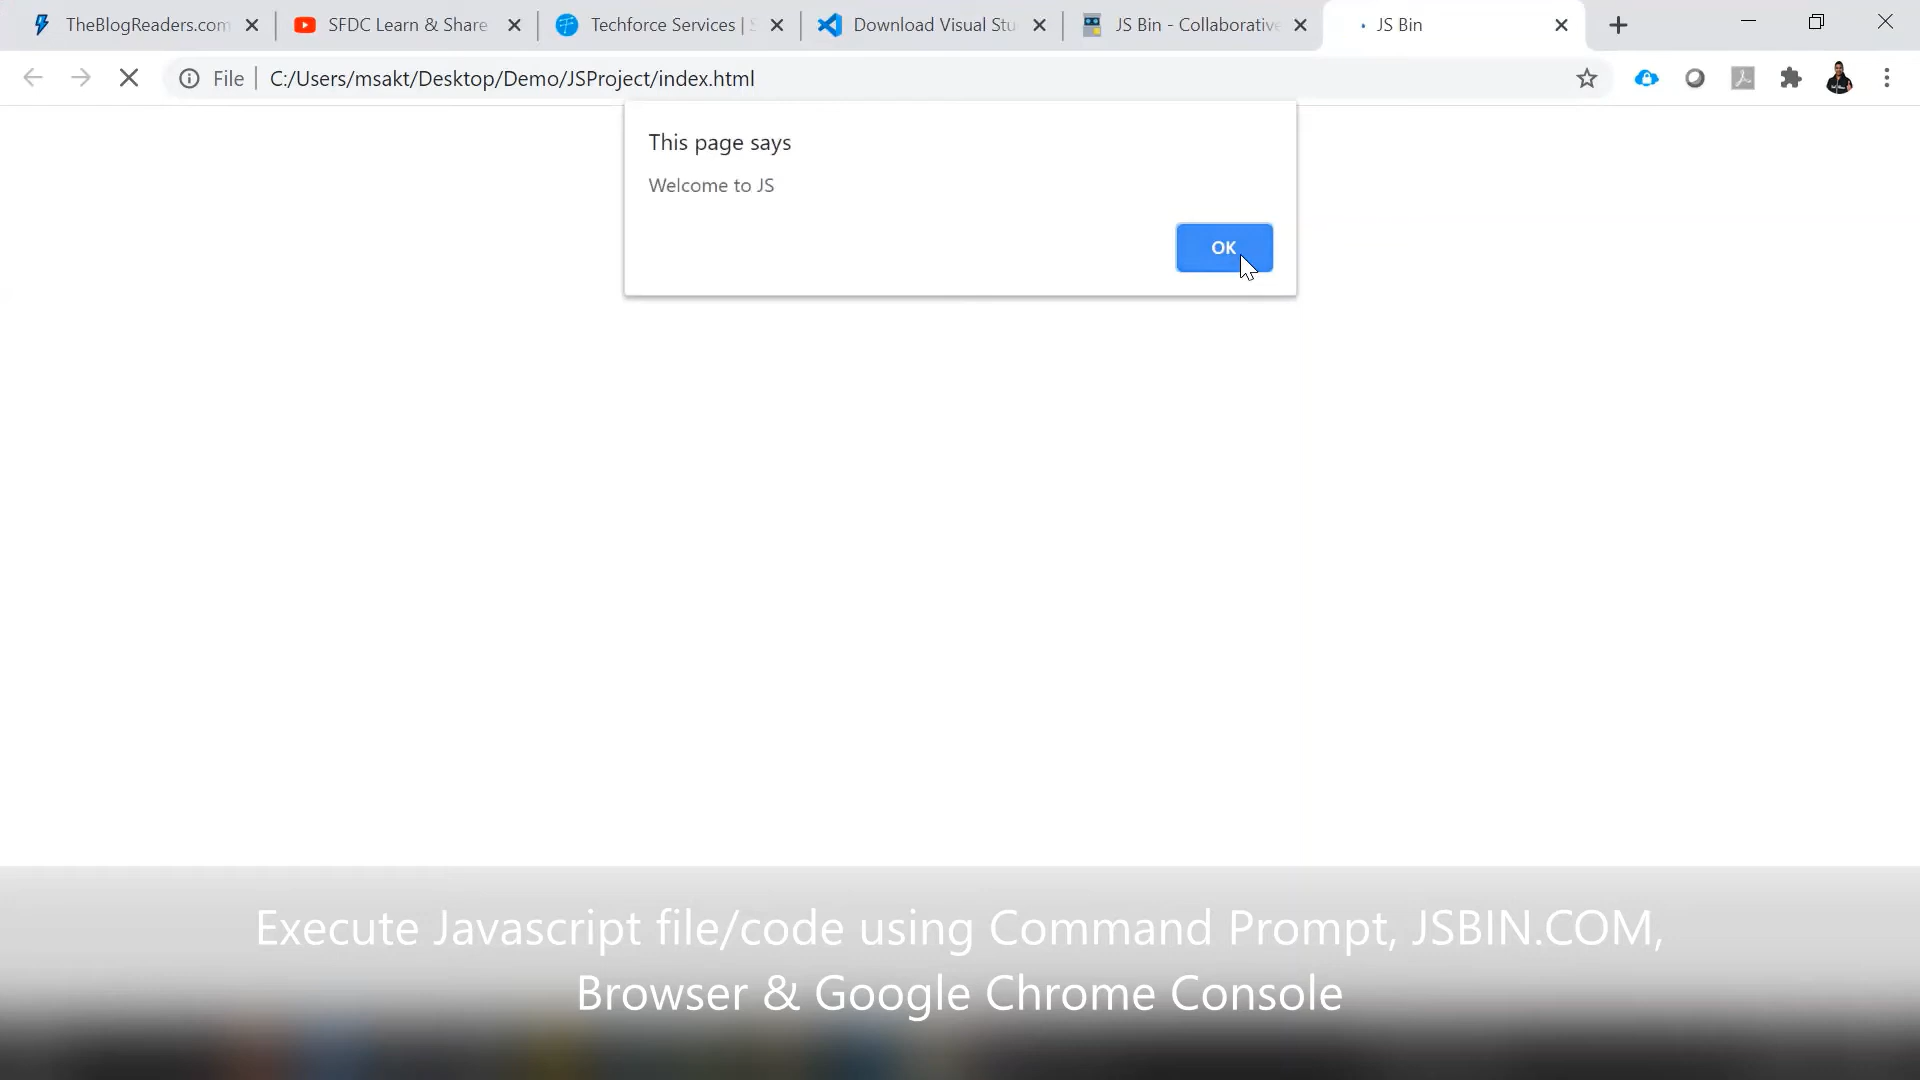 TheBlogReaders.com
SFDC Learn & Share
Techforce Services | S
Download Visual Stu
JS Bin - Collaborative
JS Bin
File
C:/Users/msakt/Desktop/Demo/JSProject/index.html
This page says
Welcome to JS
OK
Execute Javascript file/code using Command Prompt, JSBIN.COM,
Browser & Google Chrome Console